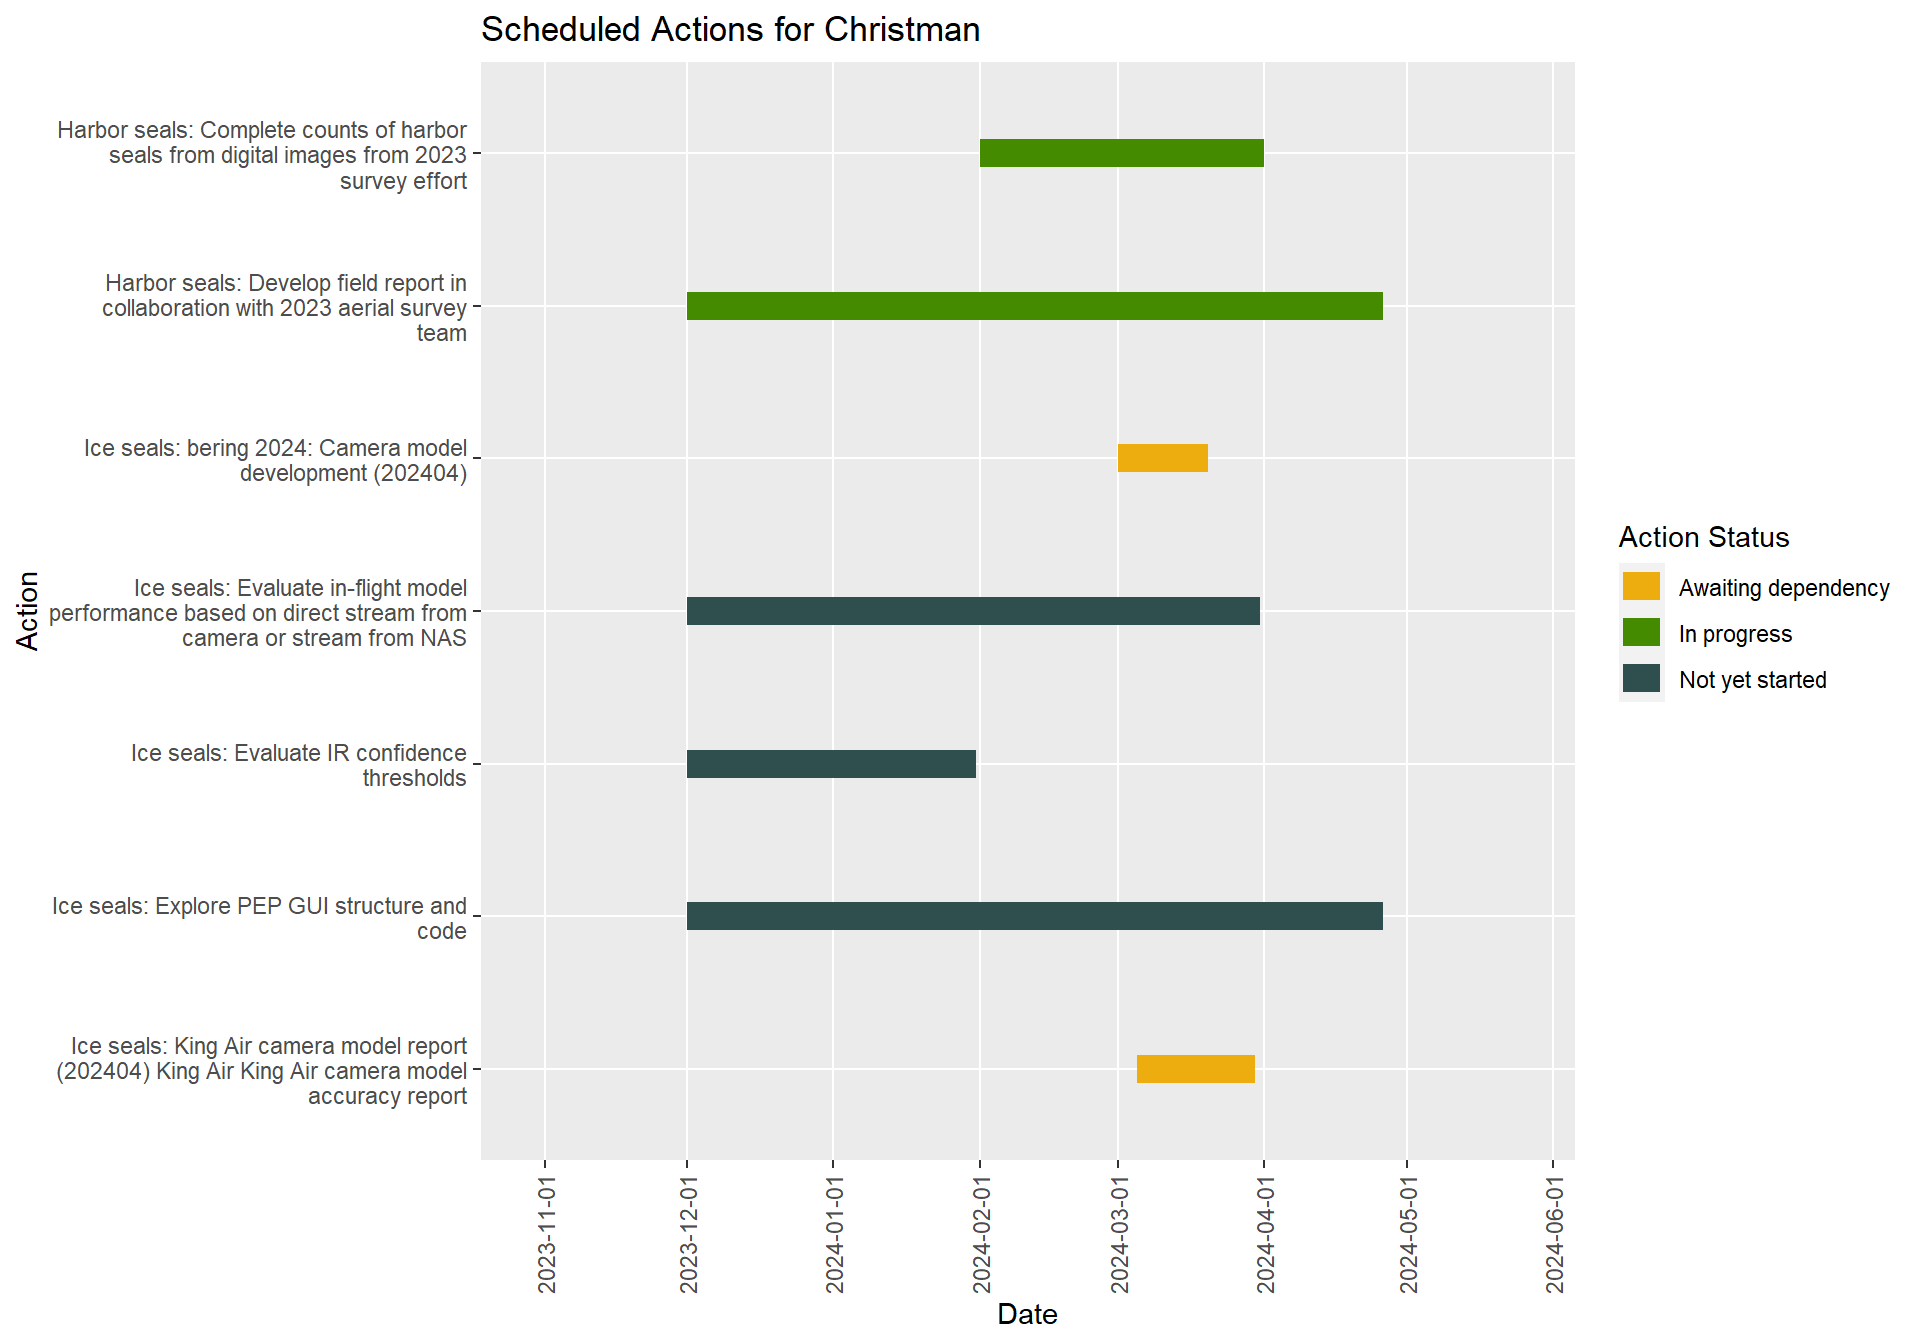 Scheduled Actions for Christman
Harbor seals: Complete counts of harbor
seals from digital images from 2023
survey effort
Harbor seals: Develop field report in
collaboration with 2023 aerial survey
team
Ice seals: bering 2024: Camera model
development (202404)
Ice seals: Evaluate in-flight model
performance based on direct stream from
camera or stream from NAS
Ice seals: Evaluate IR confidence
thresholds
Ice seals: Explore PEP GUI structure and
code
Ice seals: King Air camera model report
(202404) King Air King Air camera model
accuracy report
Action
2023-11-01
2023-12-01
2024-01-01
2024-02-01
2024-03-01
2024-04-01
2024-05-01
2024-06-01
Date
Action Status
Awaiting dependency
In progress
Not yet started